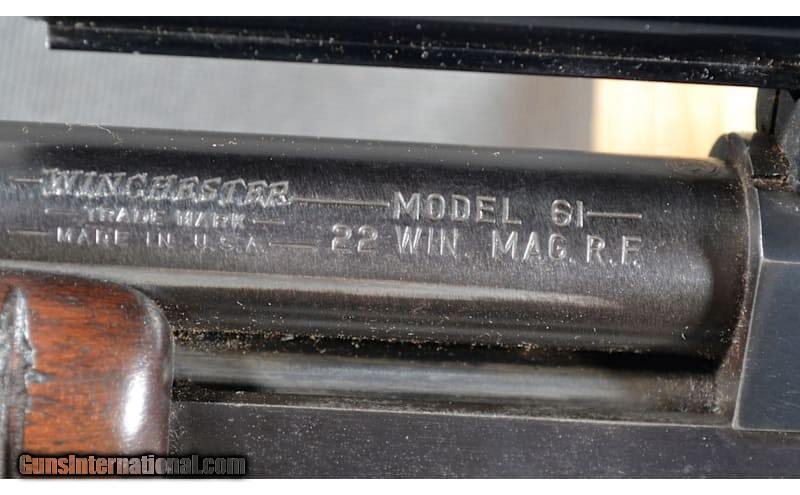 WINCHESTER
TRADE MARK
MADE IN U.S.A.
MODEL 61
22 WIN. MAG. R.F.
GunsInternational.com